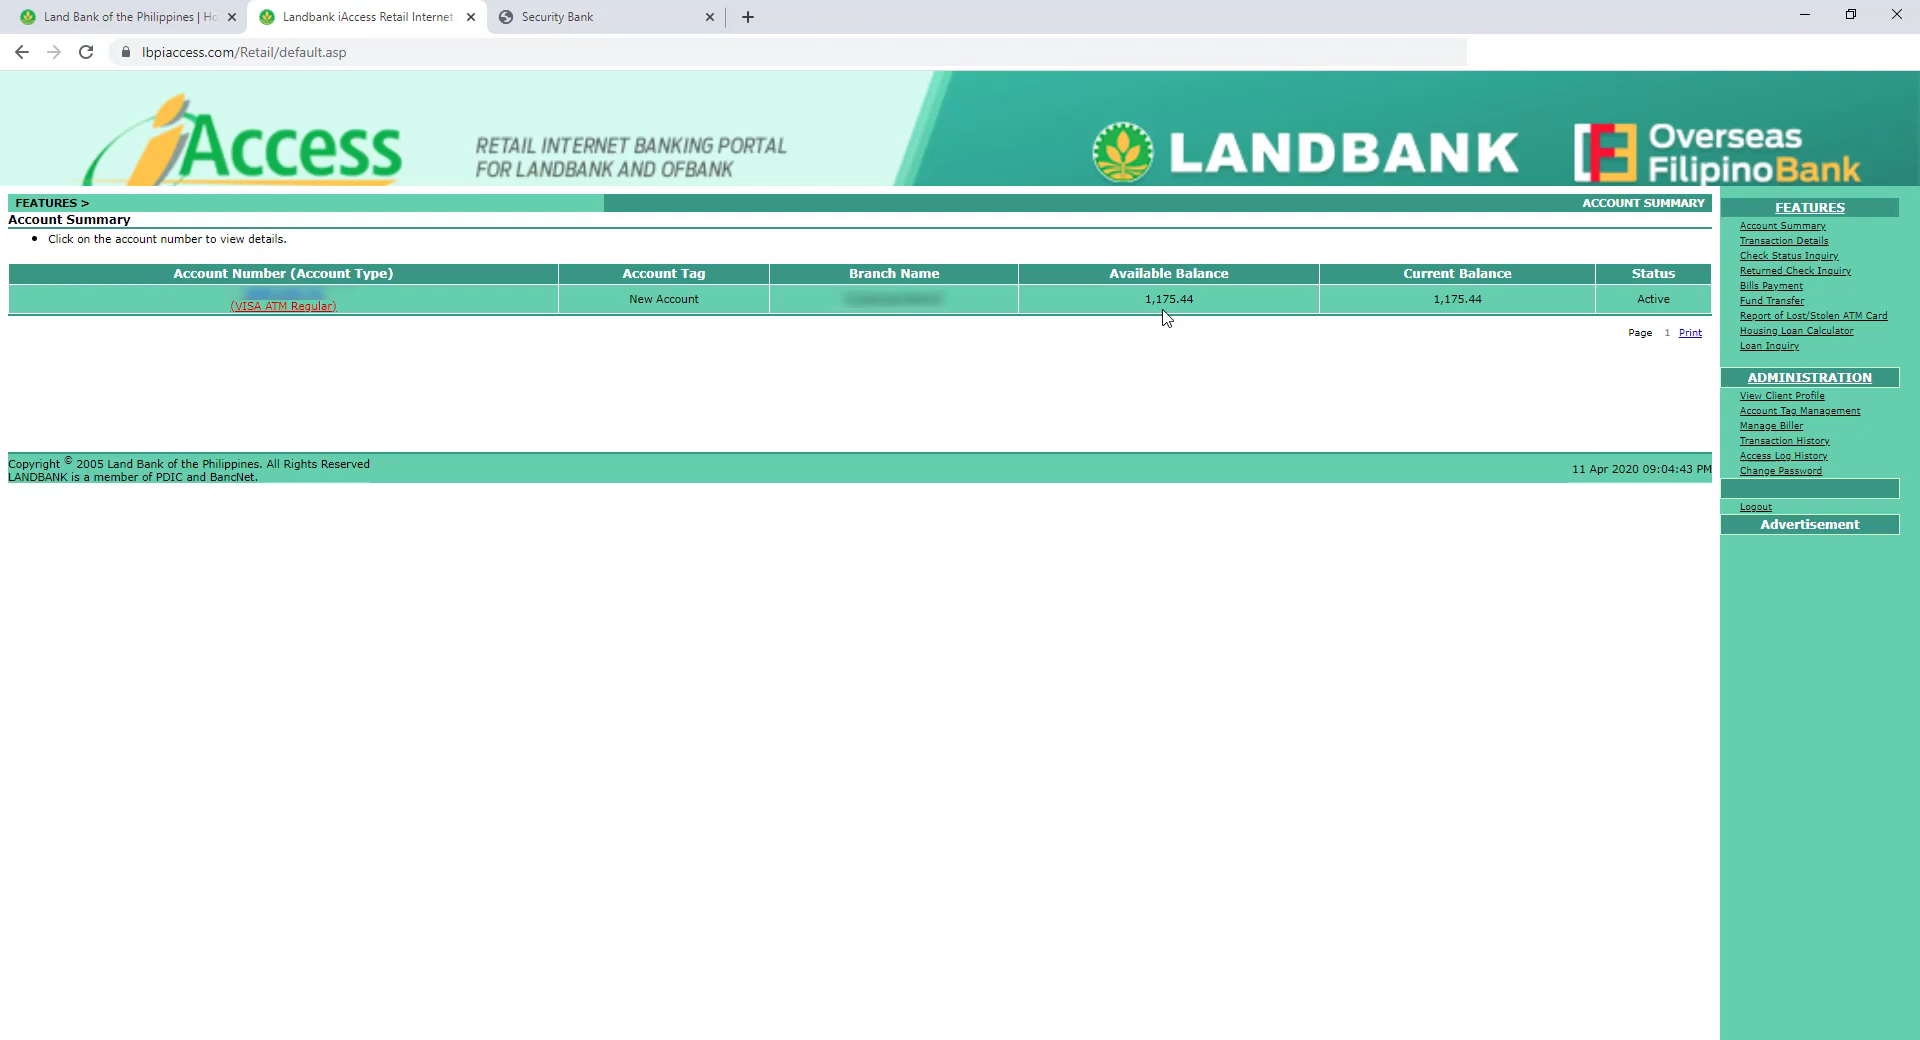 Land Bank of the Philippines | Ho
Landbank iAccess Retail Internet
Security Bank
lbpiaccess.com/Retail/default.asp
iAccess
RETAIL INTERNET BANKING PORTAL
FOR LANDBANK AND OFBANK
LANDBANK
Overseas
FilipinoBank
FEATURES >
ACCOUNT SUMMARY
Account Summary
• Click on the account number to view details.
Account Number (Account Type) Account Tag Branch Name Available Balance Current Balance Status
(VISA ATM Regular) New Account 1,175.44 1,175.44 Active
Page 1 Print
Copyright © 2005 Land Bank of the Philippines. All Rights Reserved
LANDBANK is a member of PDIC and BancNet.
11 Apr 2020 09:04:43 PM
FEATURES
Account Summary
Transaction Details
Check Status Inquiry
Returned Check Inquiry
Bills Payment
Fund Transfer
Report of Lost/Stolen ATM Card
Housing Loan Calculator
Loan Inquiry
ADMINISTRATION
View Client Profile
Account Tag Management
Manage Biller
Transaction History
Access Log History
Change Password
Logout
Advertisement